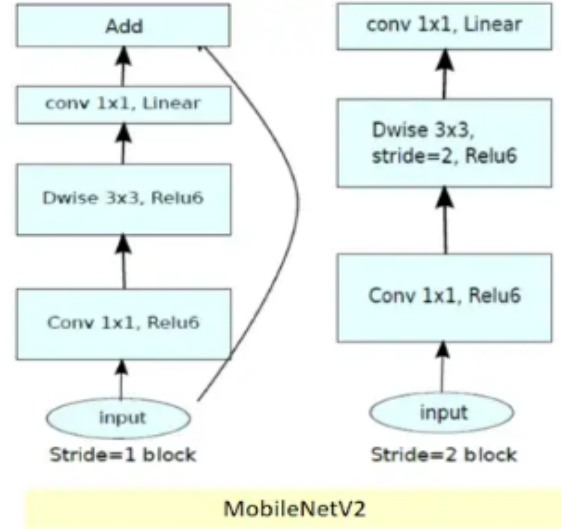 Add
conv 1x1, Linear
Dwise 3x3, Relu6
Conv 1x1, Relu6
input
Stride=1 block
conv 1x1, Linear
Dwise 3x3,
stride=2, Relu6
Conv 1x1, Relu6
input
Stride=2 block
MobileNetV2